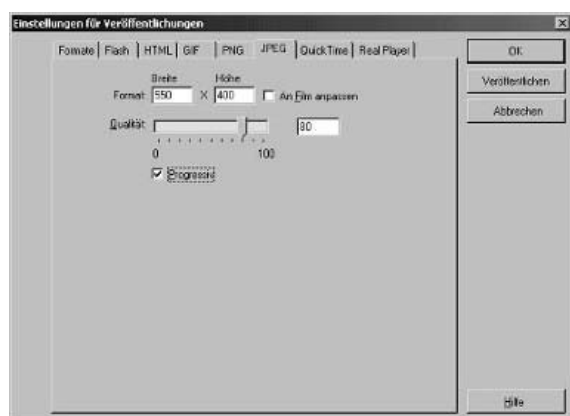 Einstellungen für Veröffentlichungen
Formate Flash HTML GIF PNG JPEG QuickTime Real Player
OK
Veröffentlichen
Abbrechen
Breite Höhe
Format: 550 X 400 An Film anpassen
Qualität: 80
0 100
Progressiv
Hilfe